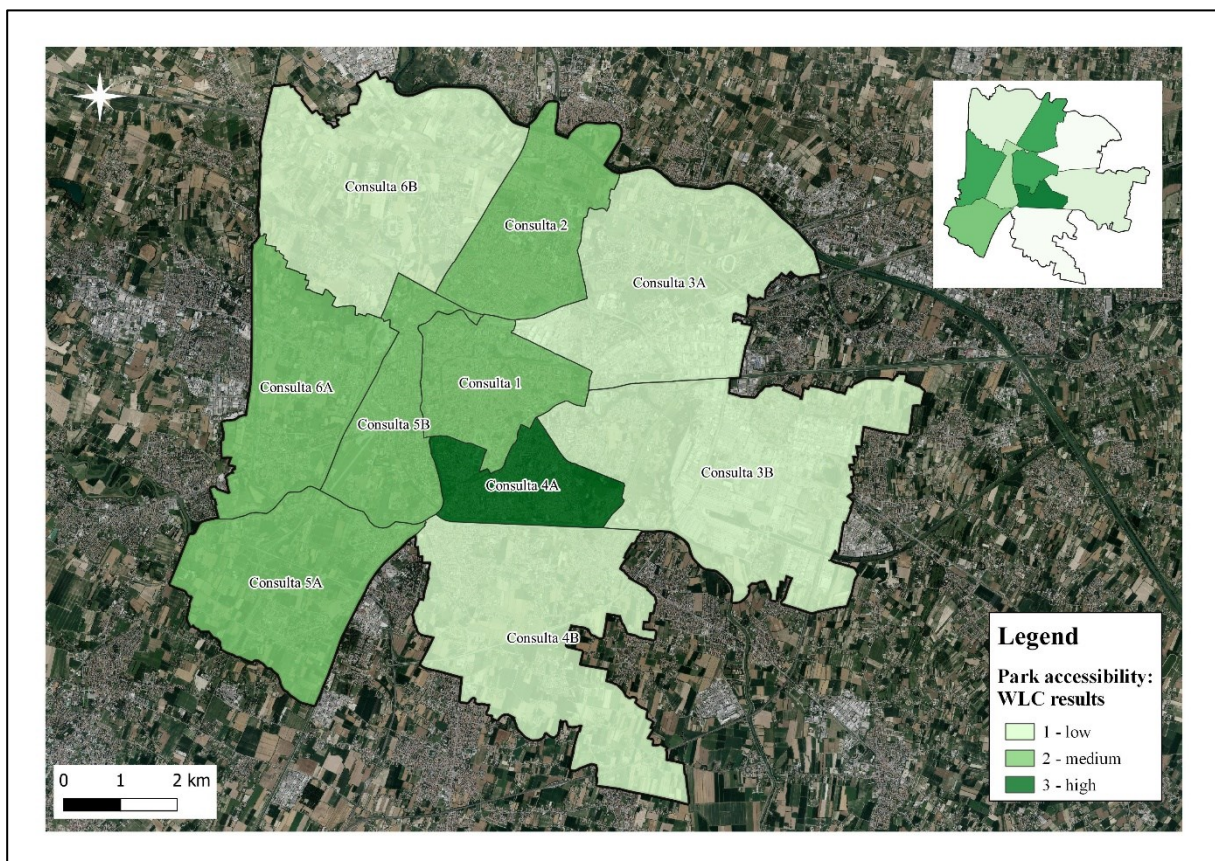 Consulta 6B
Consulta 2
Consulta 3A
Consulta 6A
Consulta 1
Consulta 5B
Consulta 3B
Consulta 4A
Consulta 5A
Consulta 4B
Legend
Park accessibility:
WLC results
1 - low
2 - medium
3 - high
0 1 2 km